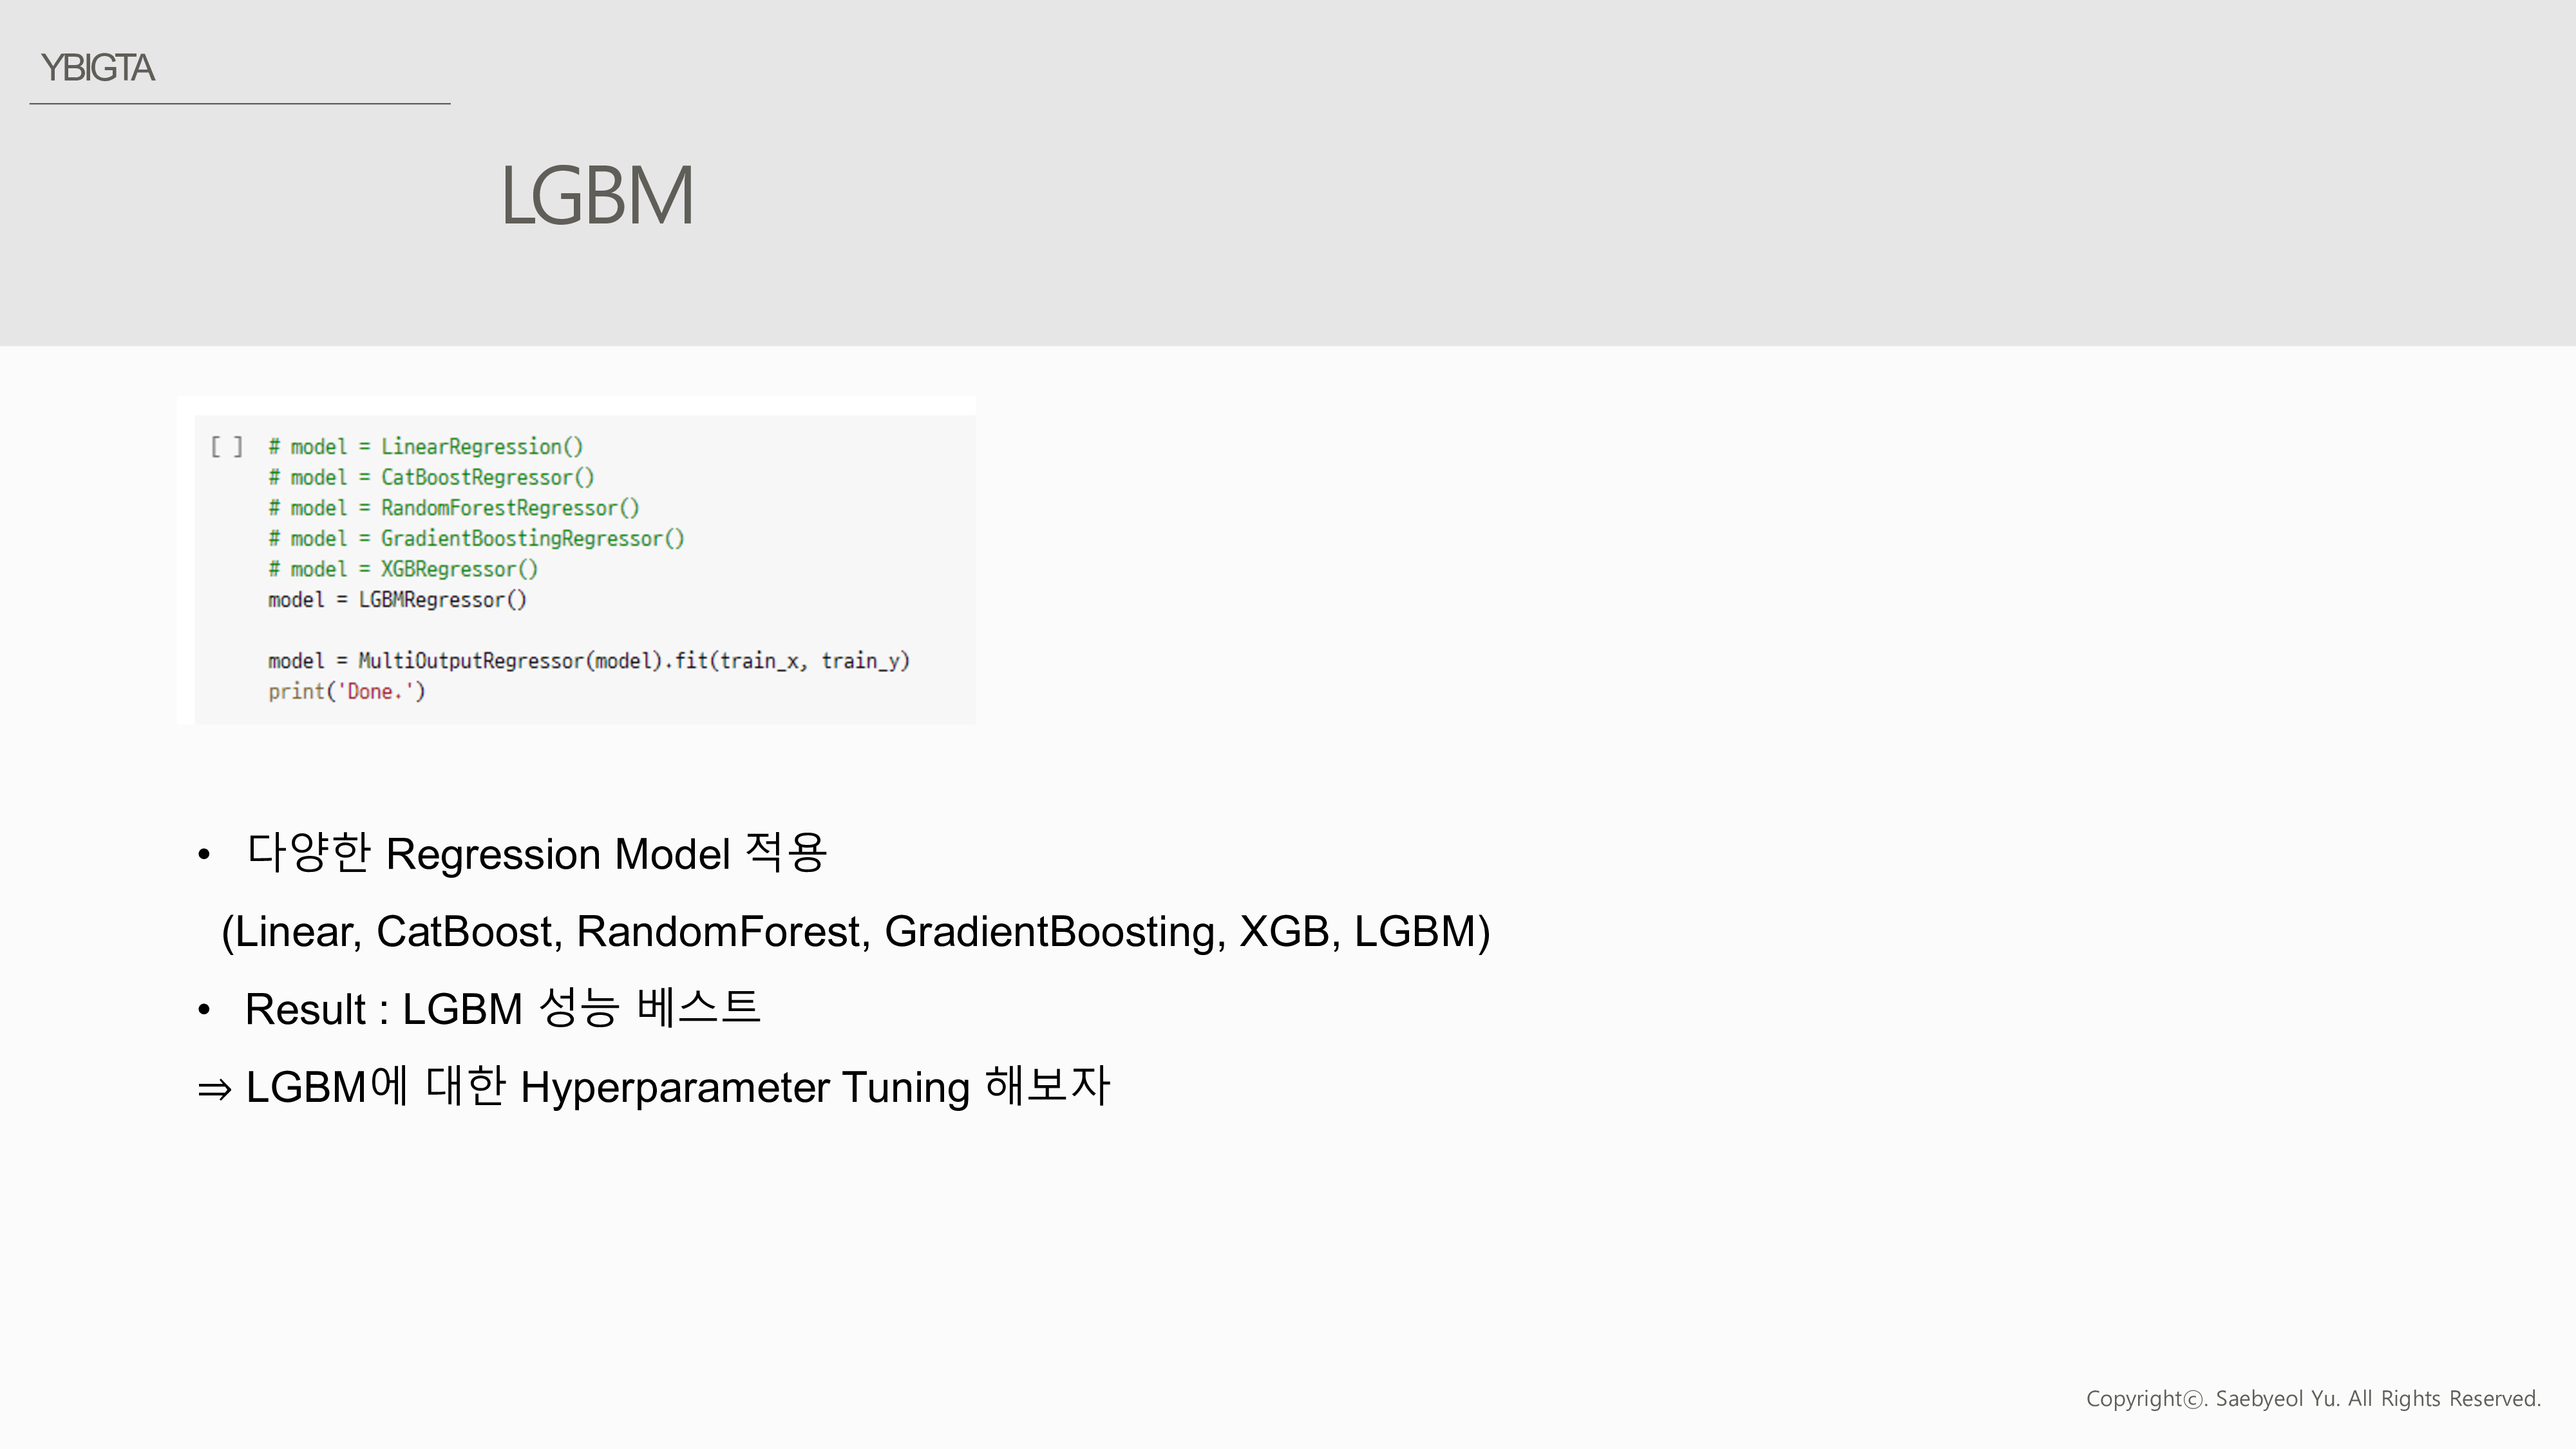 YBIGTA
LGBM
[ ] # model = LinearRegression()
# model = CatBoostRegressor()
# model = RandomForestRegressor()
# model = GradientBoostingRegressor()
# model = XGBRegressor()
model = LGBMRegressor()
model = MultiOutputRegressor(model).fit(train_x, train_y)
print('Done.')
• 다양한 Regression Model 적용
(Linear, CatBoost, RandomForest, GradientBoosting, XGB, LGBM)
• Result : LGBM 성능 베스트
⇒ LGBM에 대한 Hyperparameter Tuning 해보자
Copyrightⓒ. Saebyeol Yu. All Rights Reserved.